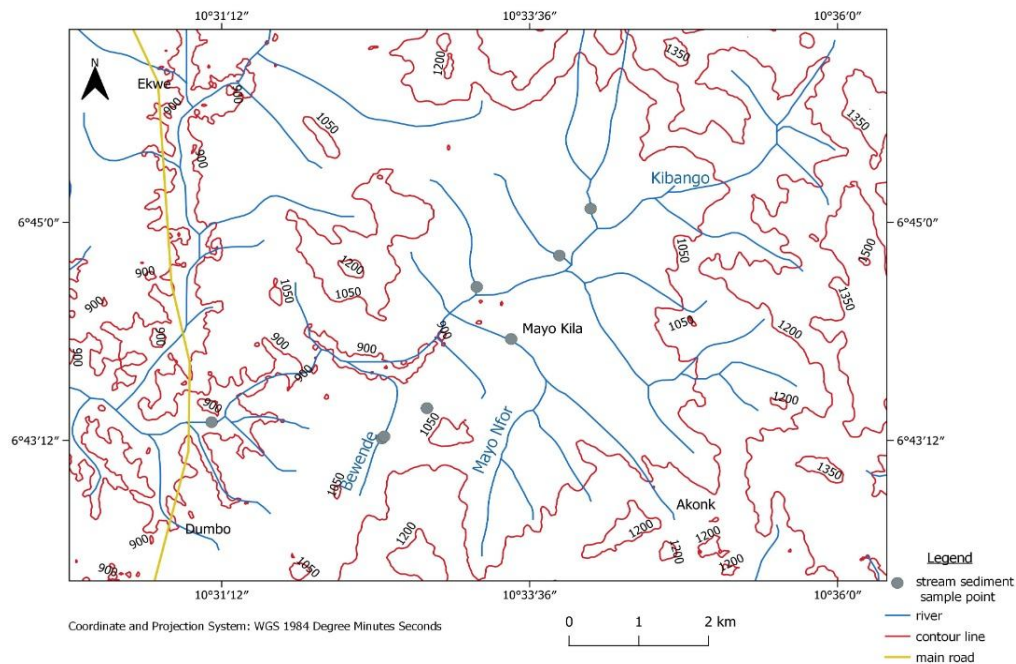 10°31'12"
10°33'36"
10°36'0"
N
Ekwe
900
900
900
1050
1200
1350
1350
Kibango
6°45'0"
6°45'0"
1050
1500
1200
1050
1050
900
900
900
900
1350
1050
1200
Mayo Kila
900
900
900
900
900
900
1200
1050
6°43'12"
6°43'12"
Mayo Nfor
Bewende
1050
1350
Akonk
Dumbo
900
900
1050
1200
1200
1200
1200
1200
10°31'12"
10°33'36"
10°36'0"
Legend
stream sediment
sample point
river
contour line
main road
Coordinate and Projection System: WGS 1984 Degree Minutes Seconds
0 1 2 km